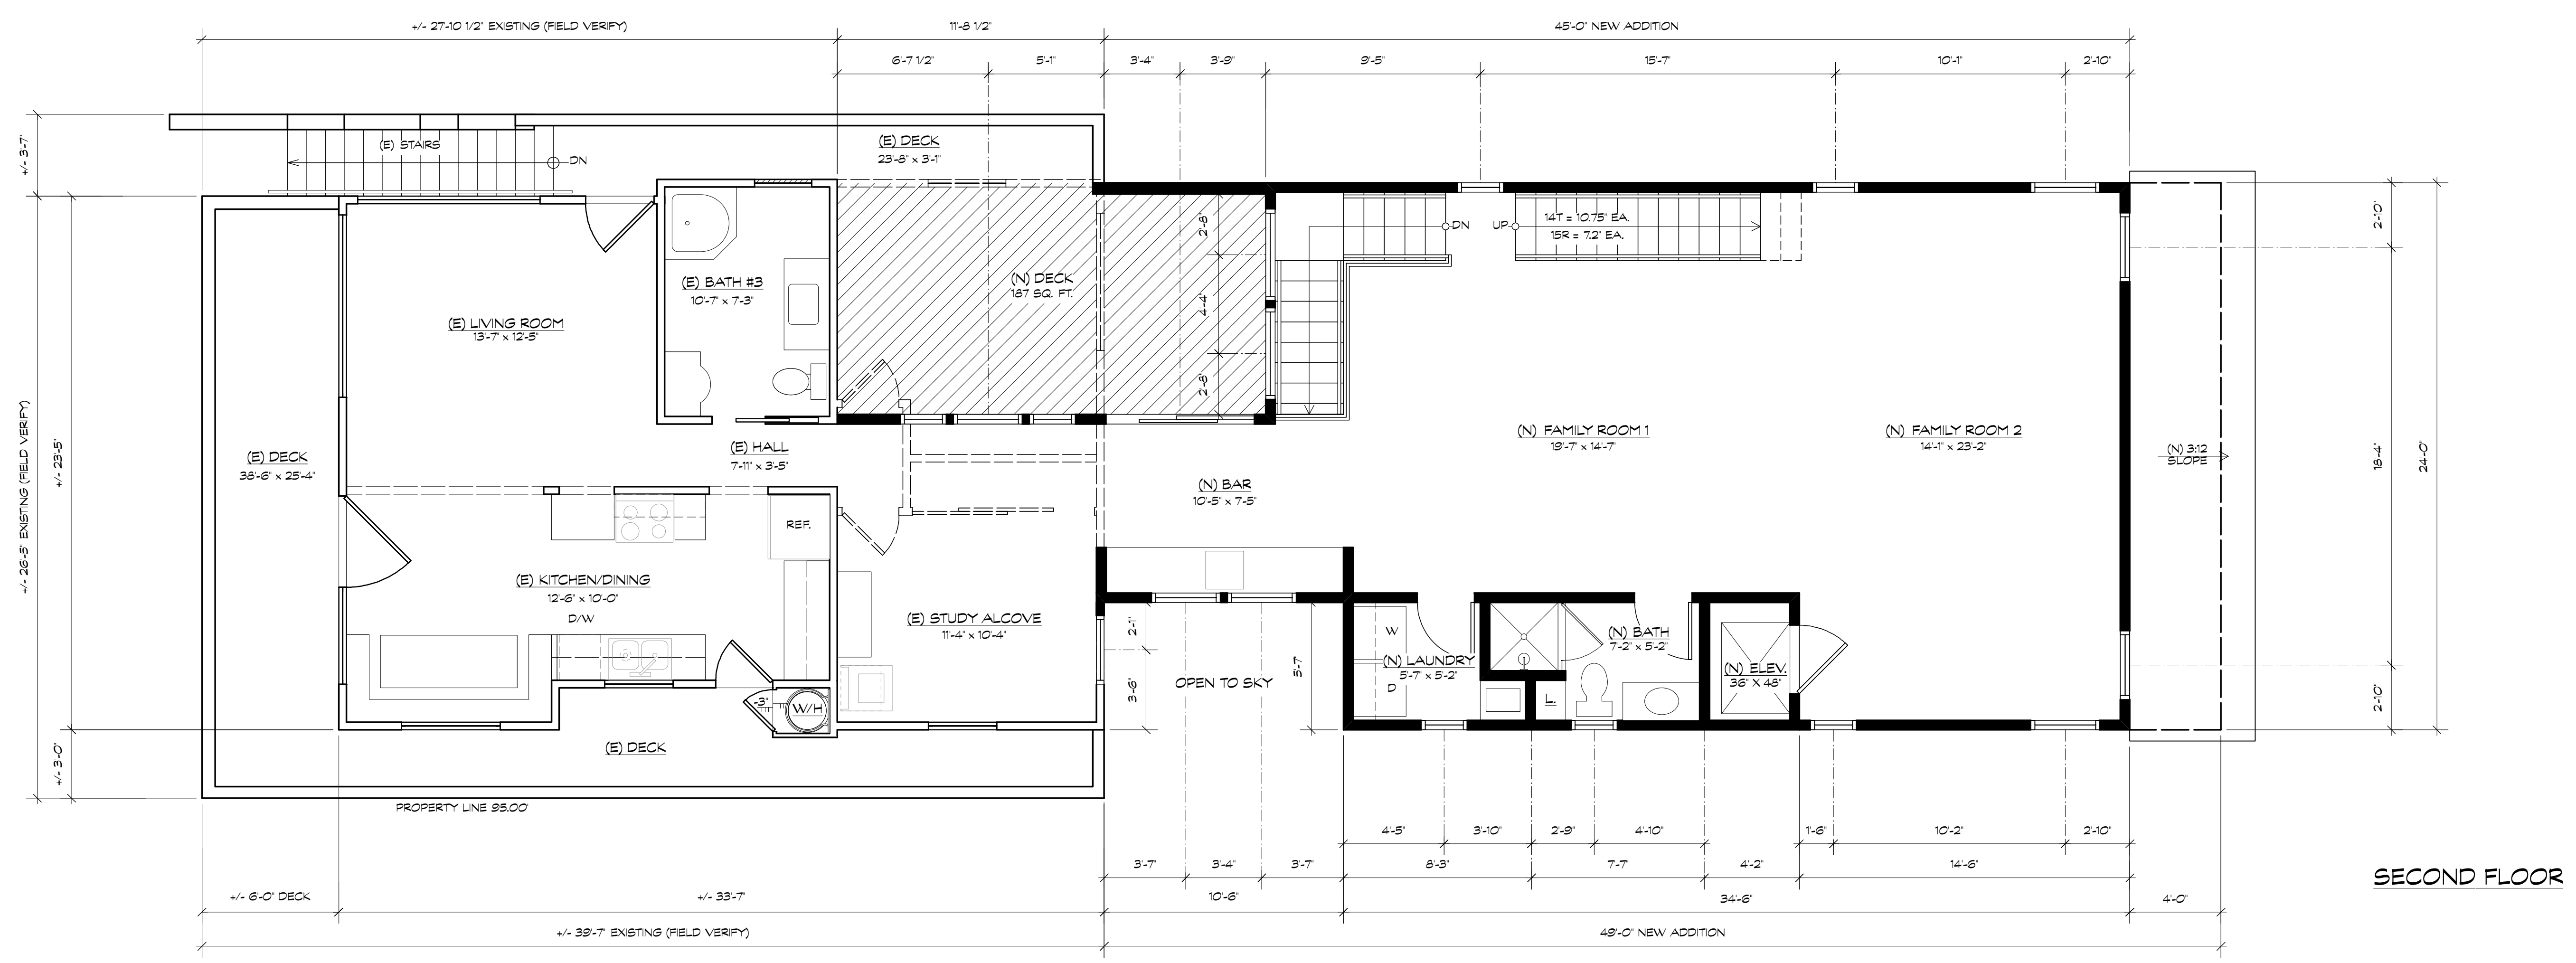 +/- 27'-10 1/2" EXISTING (FIELD VERIFY)
11'-8 1/2"
45'-0" NEW ADDITION
6'-7 1/2"
5'-1"
3'-4"
3'-9"
9'-5"
15'-7"
10'-1"
2'-10"
+/- 3'-7"
(E) STAIRS
DN
(E) DECK
23'-8" x 3'-1"
2'-8"
DN
UP
14T = 10.75" EA.
15R = 7.2" EA.
2'-10"
(E) BATH #3
10'-7" x 7'-3"
(N) DECK
187 SQ. FT.
4'-4"
(E) LIVING ROOM
13'-7" x 12'-5"
2'-8"
+/- 26'-5" EXISTING (FIELD VERIFY)
+/- 23'-5"
(E) DECK
38'-6" x 25'-4"
(E) HALL
7'-11" x 3'-5"
(N) FAMILY ROOM 1
19'-7" x 14'-7"
(N) FAMILY ROOM 2
14'-1" x 23'-2"
(N) 3:12
SLOPE
18'-4"
24'-0"
(N) BAR
10'-5" x 7'-5"
REF.
(E) KITCHEN/DINING
12'-6" x 10'-0"
D/W
(E) STUDY ALCOVE
11'-4" x 10'-4"
2'-1"
W
(N) BATH
7'-2" x 5'-2"
(N) LAUNDRY
5'-7" x 5'-2"
D
(N) ELEV.
36" X 48"
OPEN TO SKY
3'-6"
5'-7"
L.
-3"
W/H
2'-10"
(E) DECK
+/- 3'-0"
PROPERTY LINE 95.00'
4'-5"
3'-10"
2'-9"
4'-10"
1'-6"
10'-2"
2'-10"
3'-7"
3'-4"
3'-7"
8'-3"
7'-7"
4'-2"
14'-6"
SECOND FLOOR
+/- 6'-0" DECK
+/- 33'-7"
10'-6"
34'-6"
4'-0"
+/- 39'-7" EXISTING (FIELD VERIFY)
49'-0" NEW ADDITION